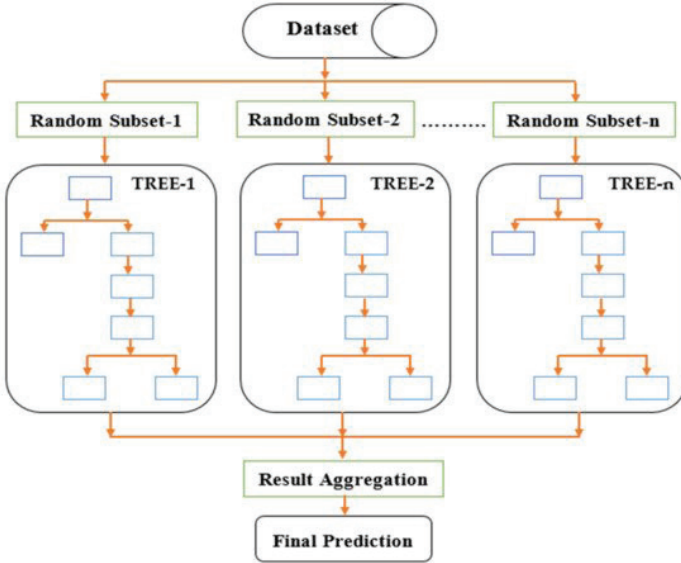 Dataset
Random Subset-1
Random Subset-2
...........
Random Subset-n
TREE-1
TREE-2
TREE-n
Result Aggregation
Final Prediction